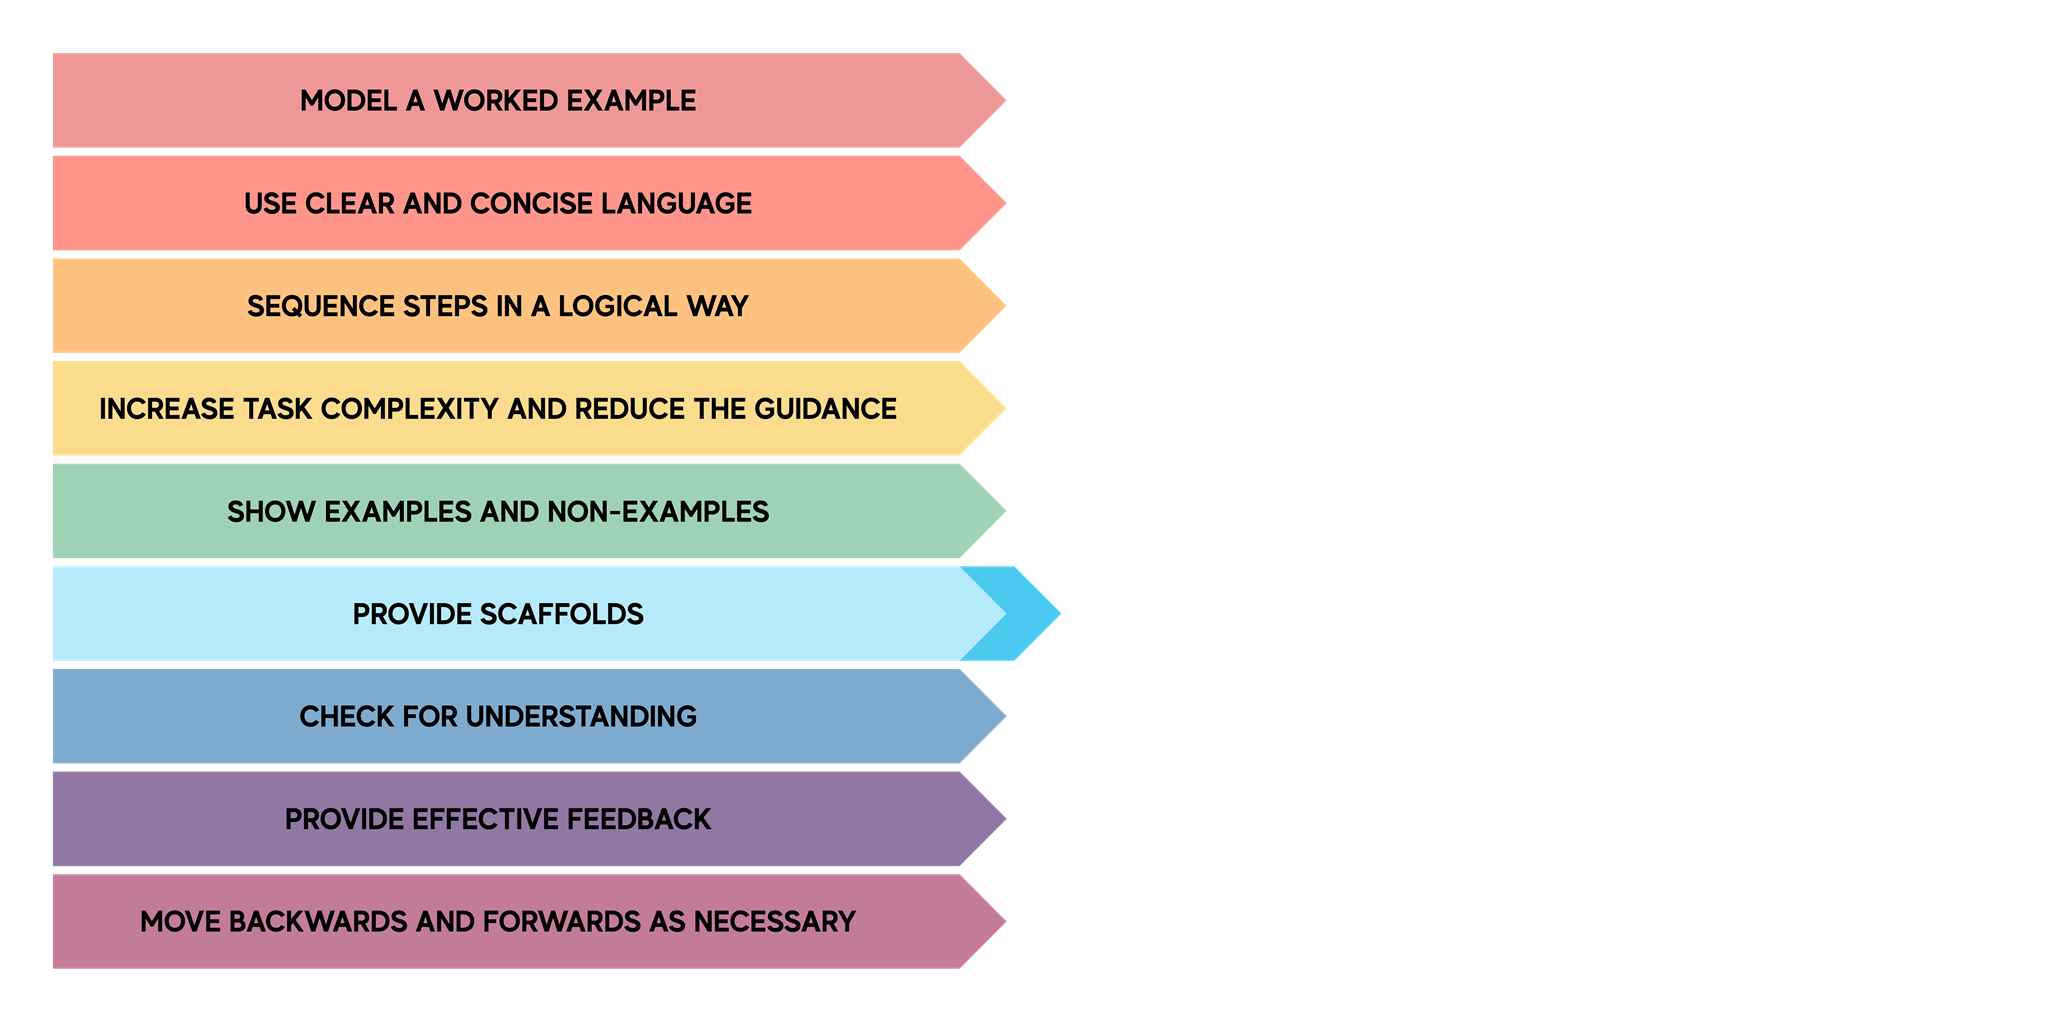 MODEL A WORKED EXAMPLE
USE CLEAR AND CONCISE LANGUAGE
SEQUENCE STEPS IN A LOGICAL WAY
INCREASE TASK COMPLEXITY AND REDUCE THE GUIDANCE
SHOW EXAMPLES AND NON-EXAMPLES
PROVIDE SCAFFOLDS
CHECK FOR UNDERSTANDING
PROVIDE EFFECTIVE FEEDBACK
MOVE BACKWARDS AND FORWARDS AS NECESSARY